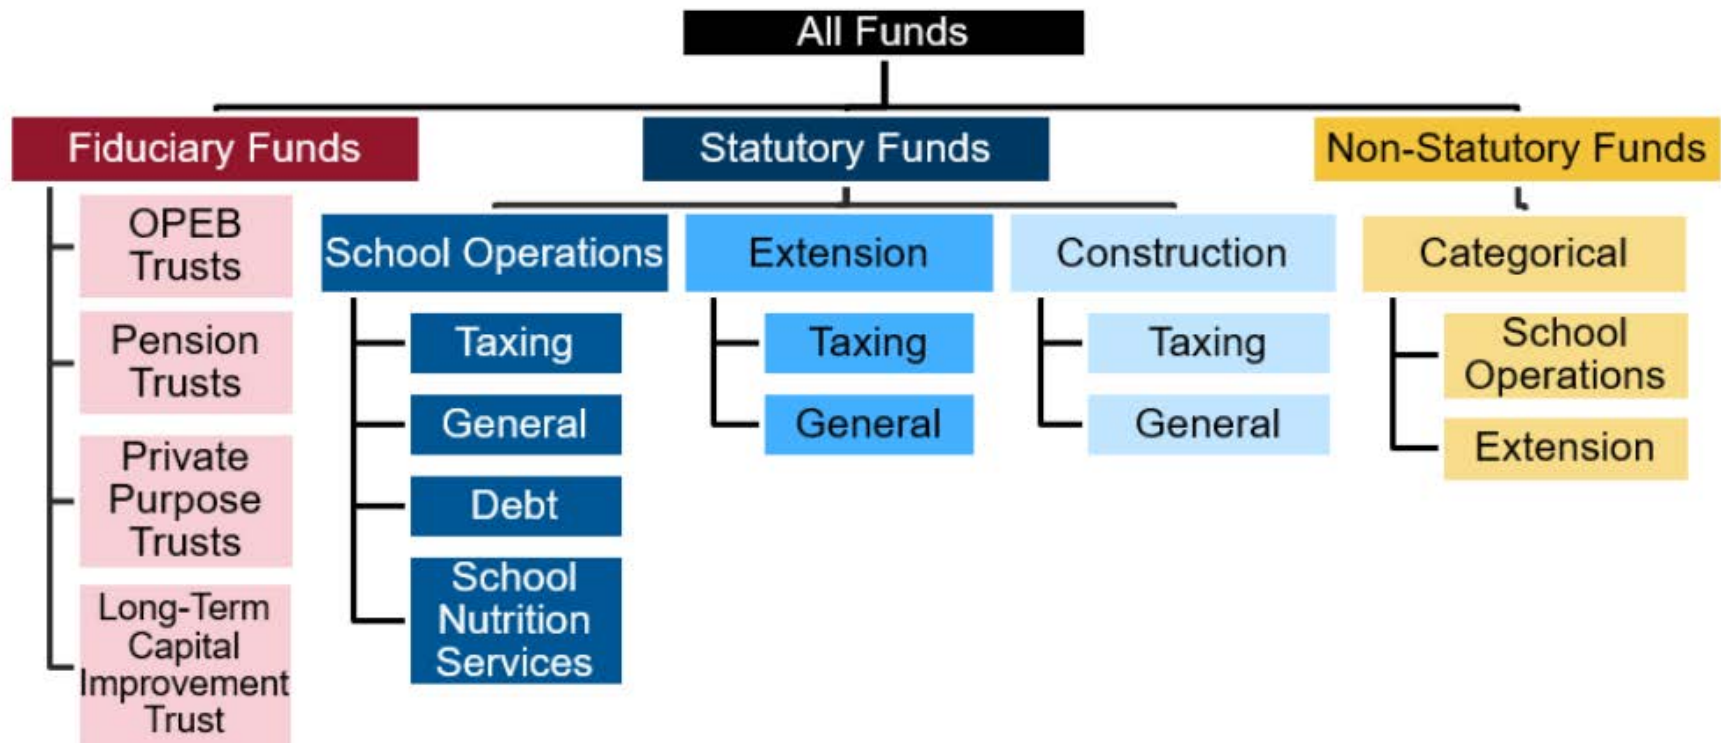 All Funds
Fiduciary Funds
Statutory Funds
Non-Statutory Funds
OPEB
Trusts
Pension
Trusts
Private
Purpose
Trusts
Long-Term
Capital
Improvement
Trust
School Operations
Taxing
General
Debt
School
Nutrition
Services
Extension
Taxing
General
Construction
Taxing
General
Categorical
School
Operations
Extension